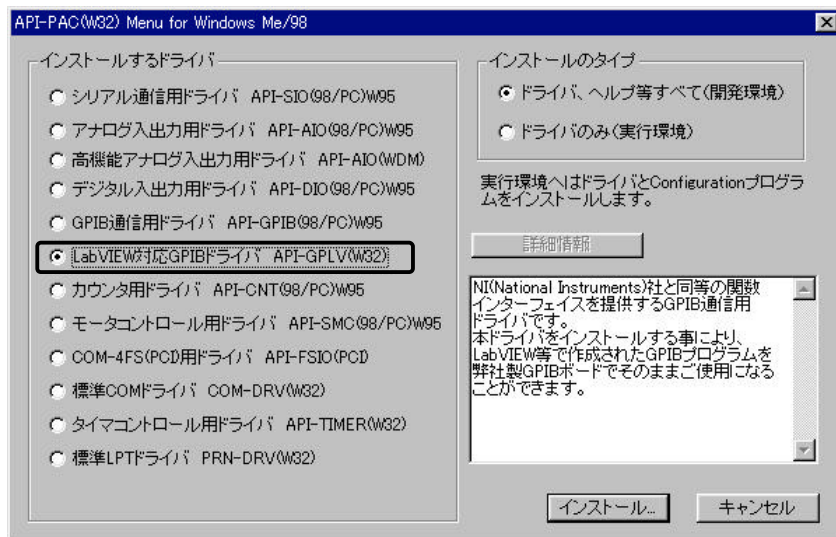 API-PAC(W32) Menu for Windows Me/98
インストールするドライバ
シリアル通信用ドライバ API-SIO(98/PC)W95
アナログ入出力用ドライバ API-AIO(98/PC)W95
高機能アナログ入出力用ドライバ API-AIO(WDM)
デジタル入出力用ドライバ API-DIO(98/PC)W95
GPIB通信用ドライバ API-GPIB(98/PC)W95
LabVIEW対応GPIBドライバ API-GPLV(W32)
カウンタ用ドライバ API-CNT(98/PC)W95
モータコントロール用ドライバ API-SMC(98/PC)W95
COM-4FS(PCI)用ドライバ API-FSIO(PCI)
標準COMドライバ COM-DRV(W32)
タイマコントロール用ドライバ API-TIMER(W32)
標準LPTドライバ PRN-DRV(W32)
インストールのタイプ
ドライバ、ヘルプ等すべて(開発環境)
ドライバのみ(実行環境)
実行環境へはドライバとConfigurationプログラ
ムをインストールします。
詳細情報
NI(National Instruments)社と同等の関数
インターフェイスを提供するGPIB通信用
ドライバです。
本ドライバをインストールする事により、
LabVIEW等で作成されたGPIBプログラムを
弊社製GPIBボードでそのままご使用になる
ことができます。
インストール...
キャンセル